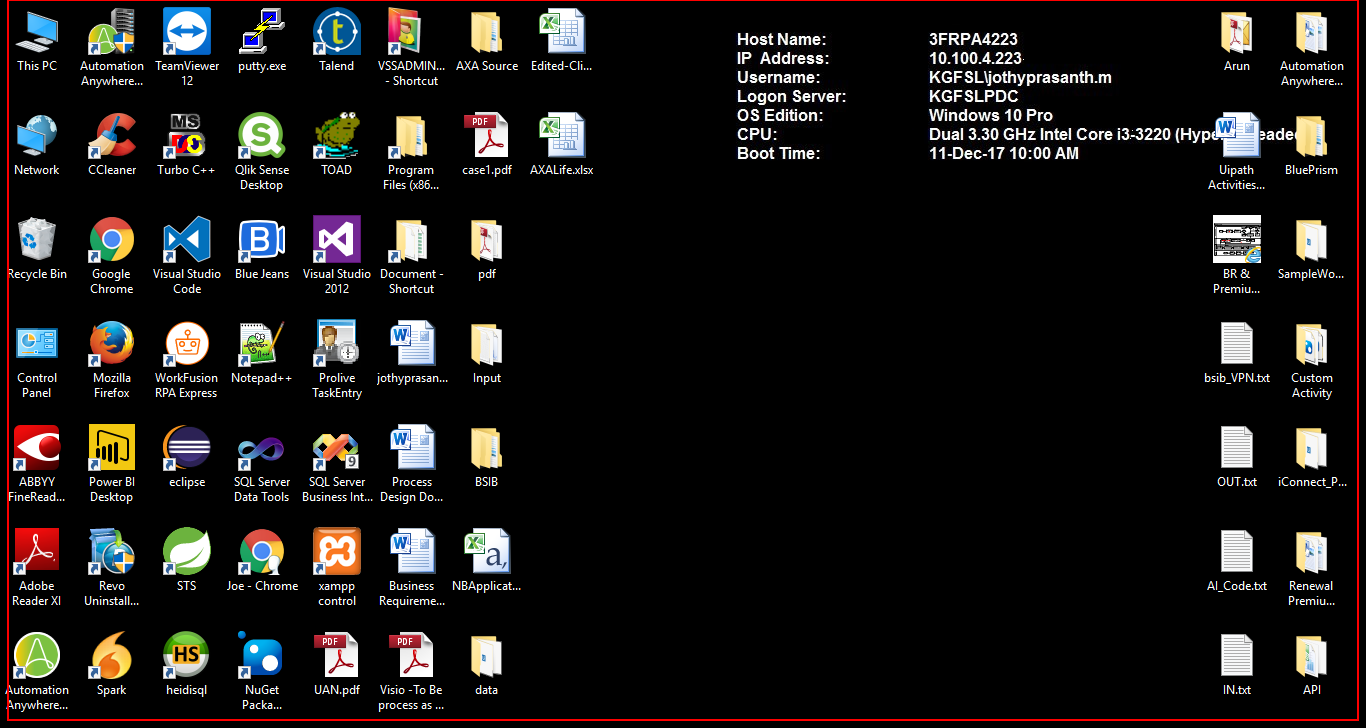 This PC
Automation
Anywhere...
TeamViewer
12
putty.exe
Talend
VSSADMIN...
- Shortcut
AXA Source
Edited-Cli...
Host Name: 3FRPA4223
IP Address: 10.100.4.223
Username: KGFSL\jothyprasanth.m
Logon Server: KGFSLPDC
OS Edition: Windows 10 Pro
CPU: Dual 3.30 GHz Intel Core i3-3220
Boot Time: 11-Dec-17 10:00 AM
Arun
Automation
Anywhere...
Network
CCleaner
MS
Turbo C++
Qlik Sense
Desktop
TOAD
Program
Files (x86...
PDF
case1.pdf
AXALife.xlsx
Uipath
Activities...
BluePrism
Recycle Bin
Google
Chrome
Visual Studio
Code
B
Blue Jeans
Visual Studio
2012
Document -
Shortcut
pdf
BR &
Premiu...
SampleWo...
Control
Panel
Mozilla
Firefox
WorkFusion
RPA Express
Notepad++
Prolive
TaskEntry
jothyprasan...
Input
bsib_VPN.txt
Custom
Activity
ABBYY
FineRead...
Power BI
Desktop
eclipse
SQL Server
Data Tools
9
SQL Server
Business Int...
Process
Design Do...
BSIB
OUT.txt
iConnect_P...
Adobe
Reader XI
Revo
Uninstall...
STS
Joe - Chrome
xampp
control
Business
Requireme...
a,
NBApplicat...
AI_Code.txt
Renewal
Premiu...
Automation
Anywhere...
Spark
HS
heidisql
NuGet
Packa...
PDF
UAN.pdf
PDF
Visio -To Be
process as ...
data
IN.txt
API